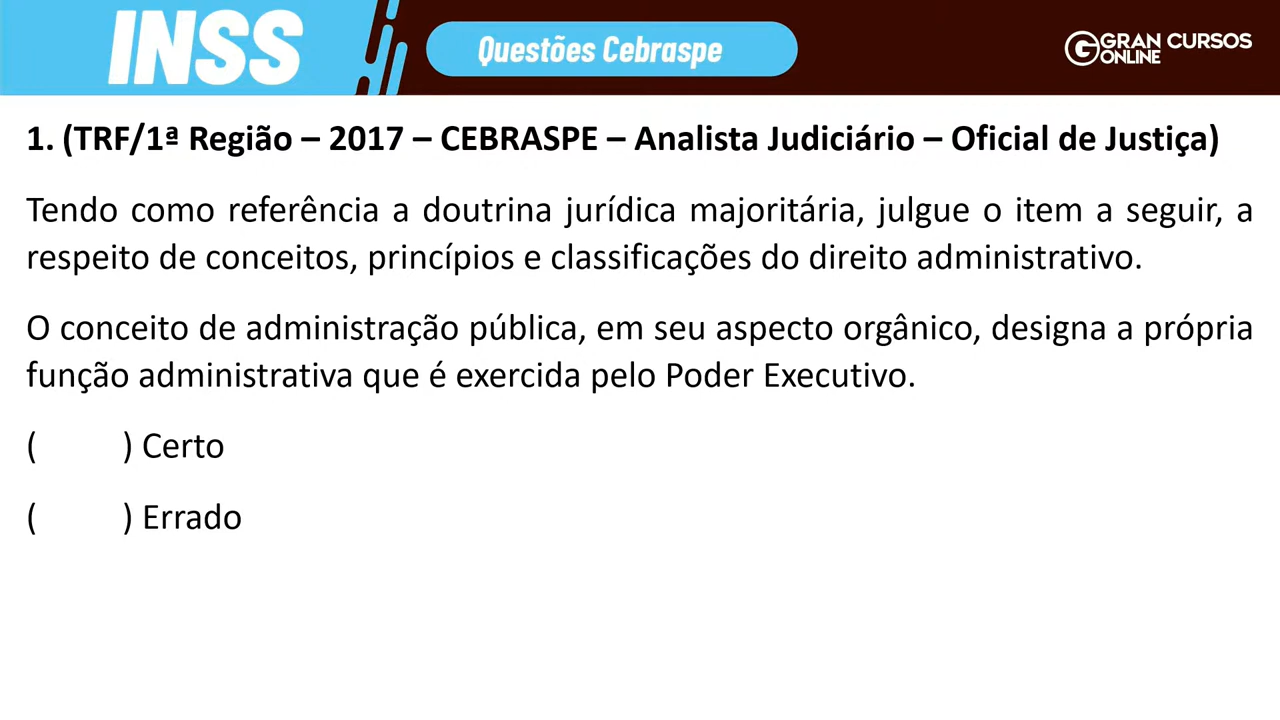 INSS
Questões Cebraspe
GRAN CURSOS
ONLINE
1. (TRF/1ª Região – 2017 – CEBRASPE – Analista Judiciário – Oficial de Justiça)
Tendo como referência a doutrina jurídica majoritária, julgue o item a seguir, a
respeito de conceitos, princípios e classificações do direito administrativo.
O conceito de administração pública, em seu aspecto orgânico, designa a própria
função administrativa que é exercida pelo Poder Executivo.
( ) Certo
( ) Errado